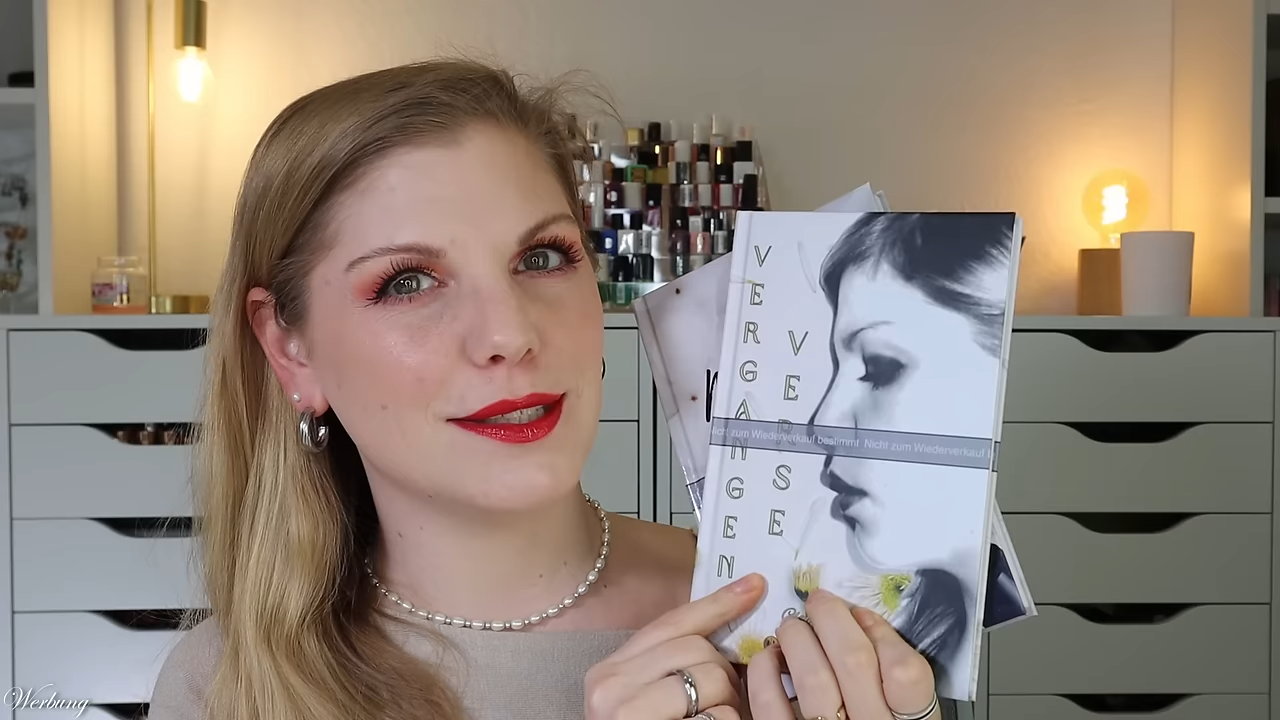 VERGANGEN
VERSE
Nicht zum Wiederverkauf bestimmt Nicht zum Wiederverkauf
Werbung